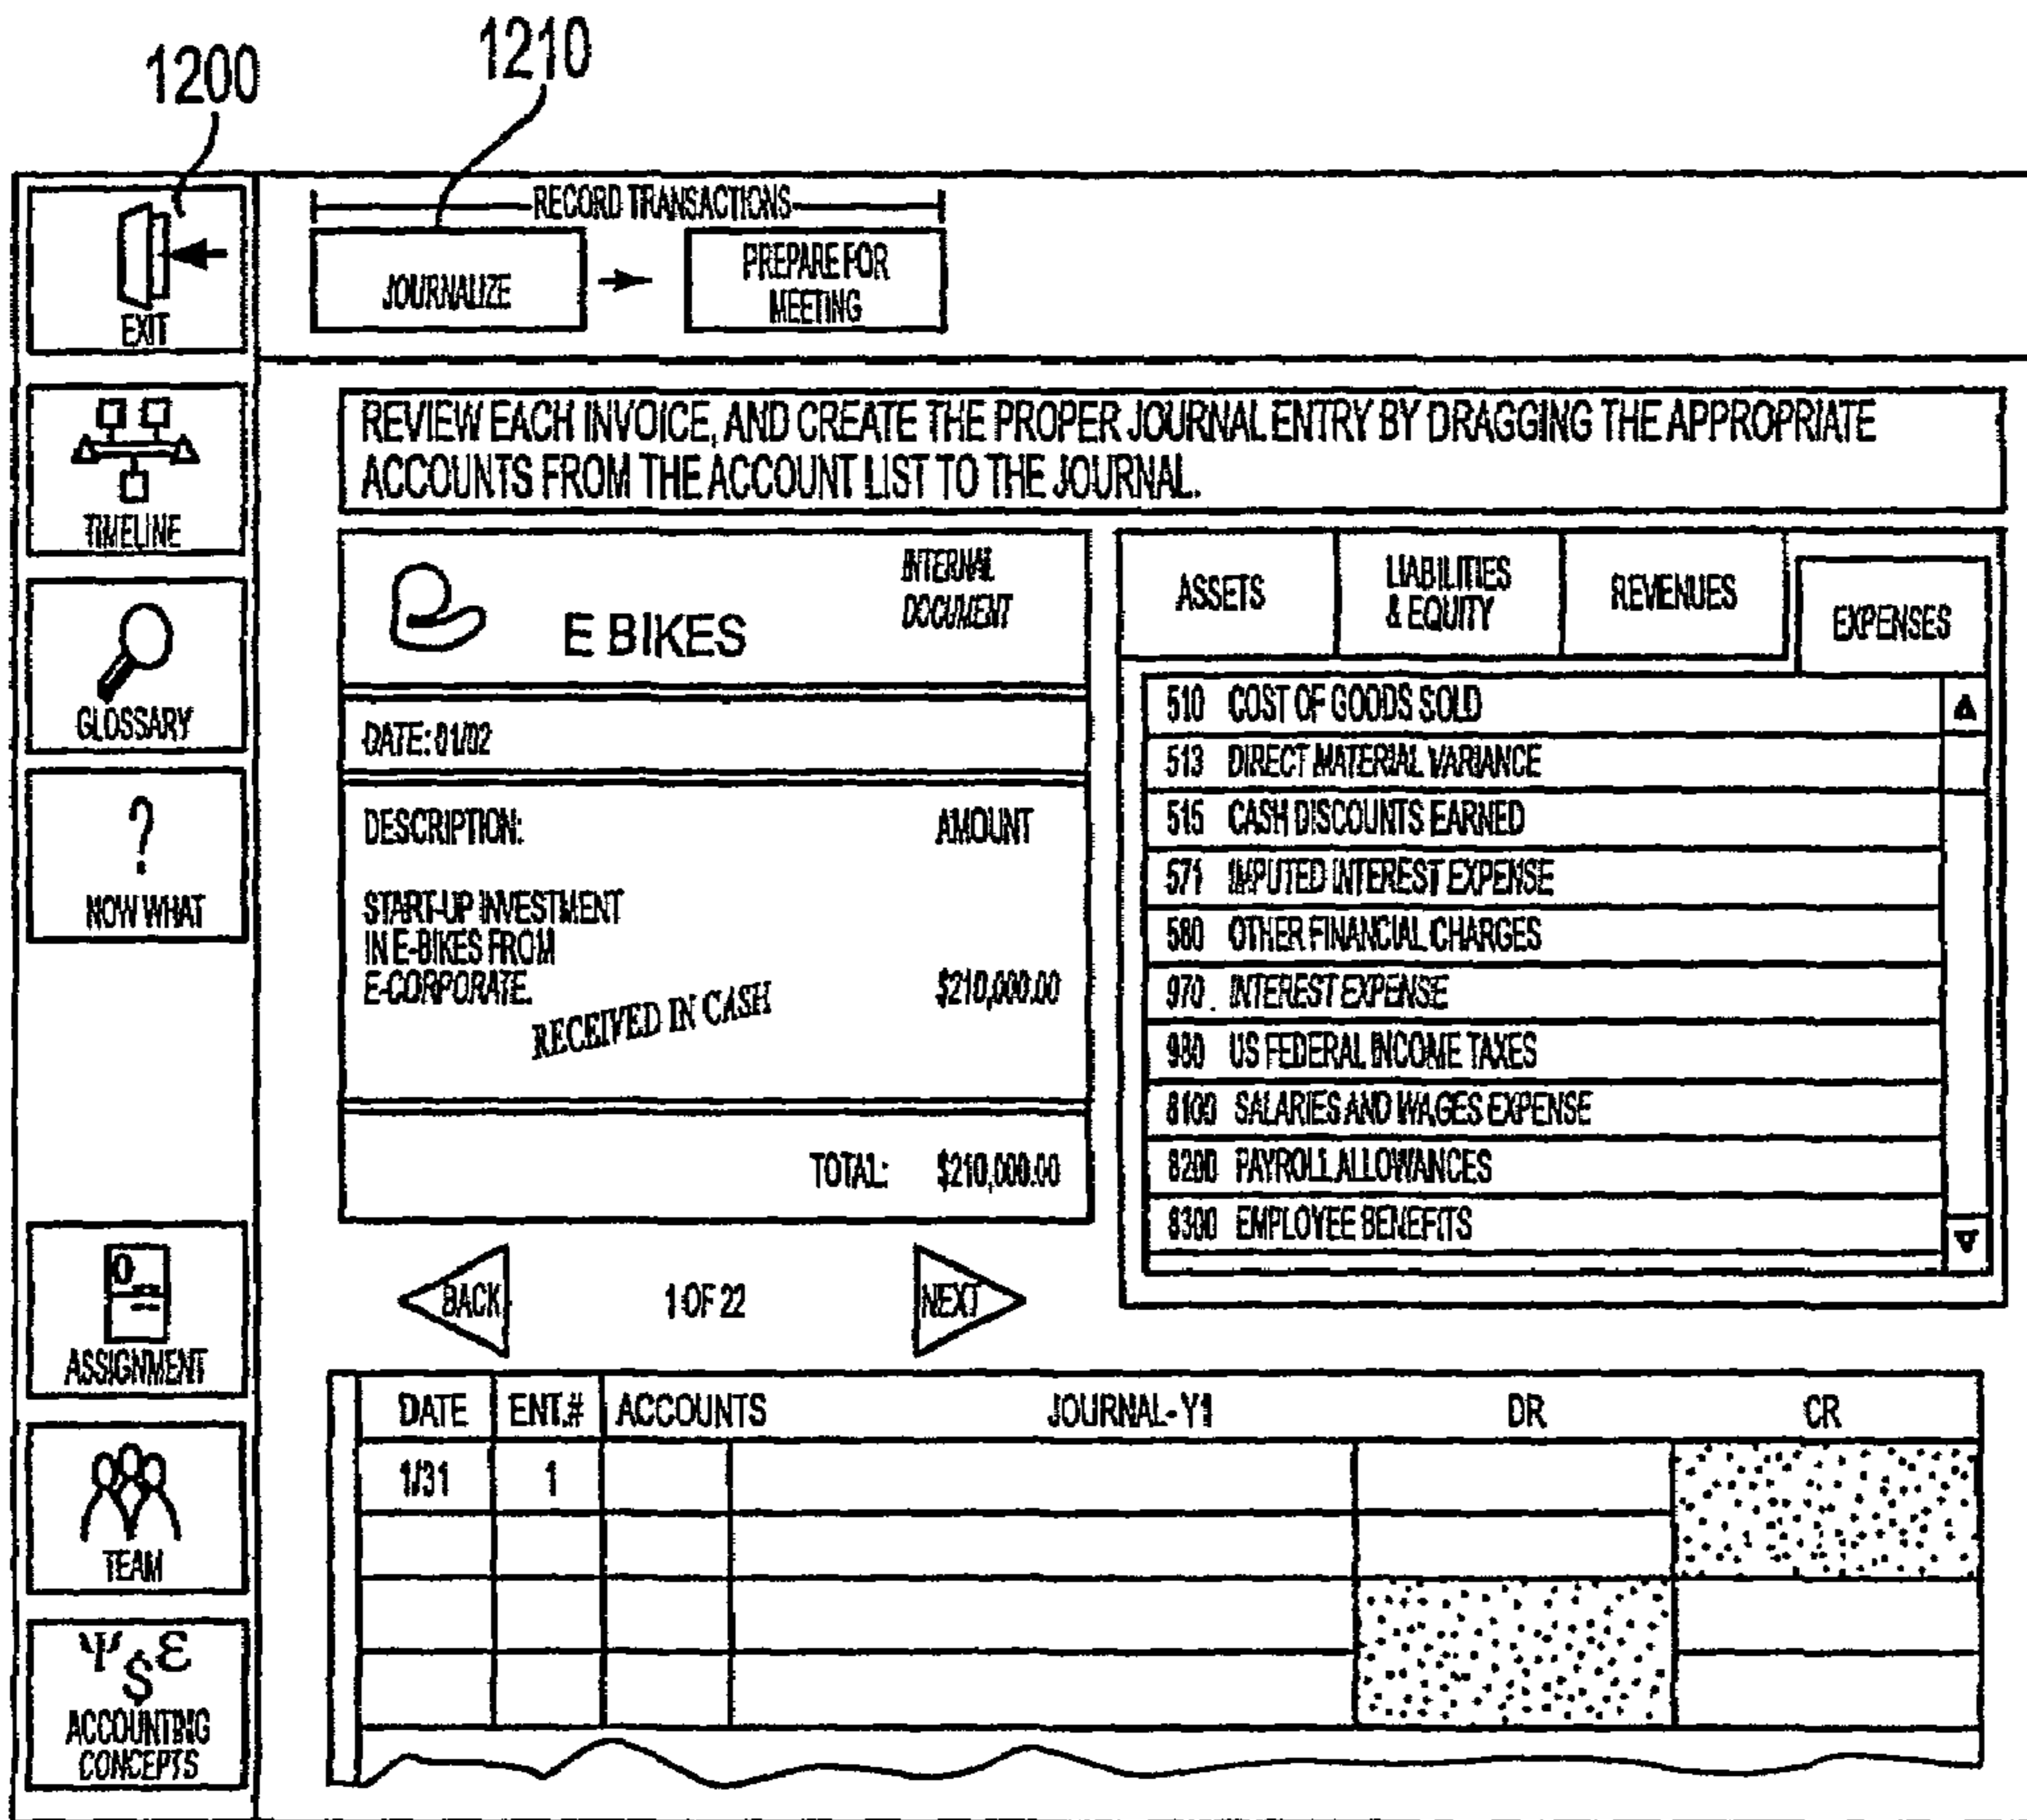 1200
1210
EXIT
RECORD TRANSACTIONS
JOURNALIZE
PREPARE FOR
MEETING
TIMELINE
GLOSSARY
?
NOW WHAT
ASSIGNMENT
TEAM
$
ACCOUNTING
CONCEPTS
REVIEW EACH INVOICE, AND CREATE THE PROPER JOURNAL ENTRY BY DRAGGING THE APPROPRIATE
ACCOUNTS FROM THE ACCOUNT LIST TO THE JOURNAL.
INTERNAL
DOCUMENT
E BIKES
DATE: 01/02
DESCRIPTION: AMOUNT
START-UP INVESTMENT
IN E-BIKES FROM
E-CORPORATE. $210,000.00
RECEIVED IN CASH
TOTAL: $210,000.00
BACK 1 OF 22 NEXT
ASSETS
LIABILITIES
& EQUITY
REVENUES
EXPENSES
510 COST OF GOODS SOLD
513 DIRECT MATERIAL VARIANCE
515 CASH DISCOUNTS EARNED
571 IMPUTED INTEREST EXPENSE
580 OTHER FINANCIAL CHARGES
970 . INTEREST EXPENSE
980 US FEDERAL INCOME TAXES
8100 SALARIES AND WAGES EXPENSE
8200 PAYROLL ALLOWANCES
8300 EMPLOYEE BENEFITS
DATE ENT.# ACCOUNTS JOURNAL-Y1 DR CR
1/31 1